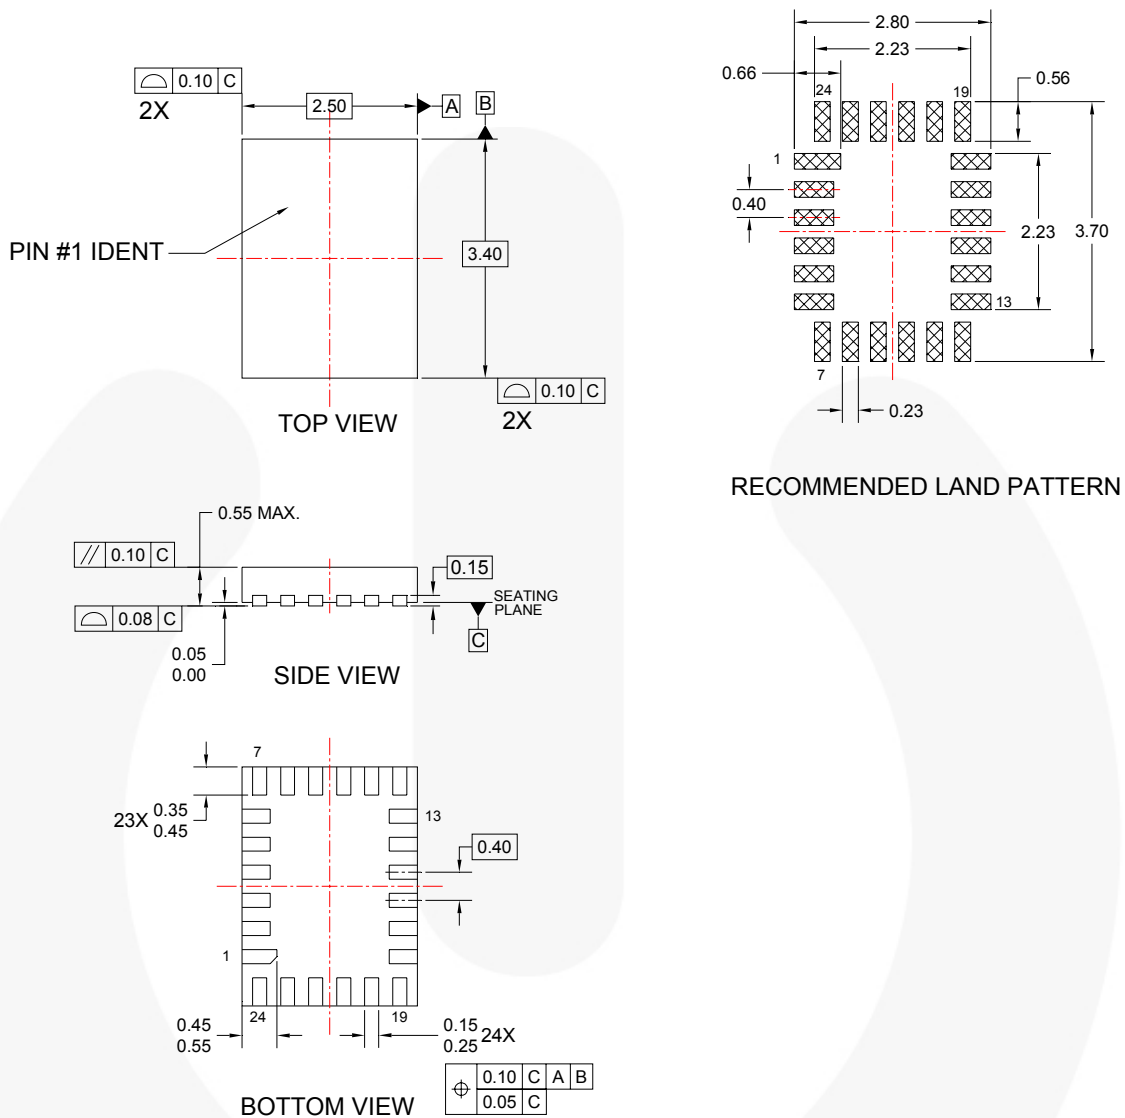 0.10 C
2X
2.50
A
B
PIN #1 IDENT
3.40
0.10 C
2X
TOP VIEW
2.80
2.23
0.66
0.56
24
19
1
0.40
2.23
3.70
13
7
0.23
RECOMMENDED LAND PATTERN
0.55 MAX.
// 0.10 C
0.15
SEATING
PLANE
0.08 C
C
0.05
0.00
SIDE VIEW
7
23X 0.35
0.45
13
0.40
1
24
19
0.45
0.55
0.15
0.25 24X
0.10 C A B
0.05 C
BOTTOM VIEW